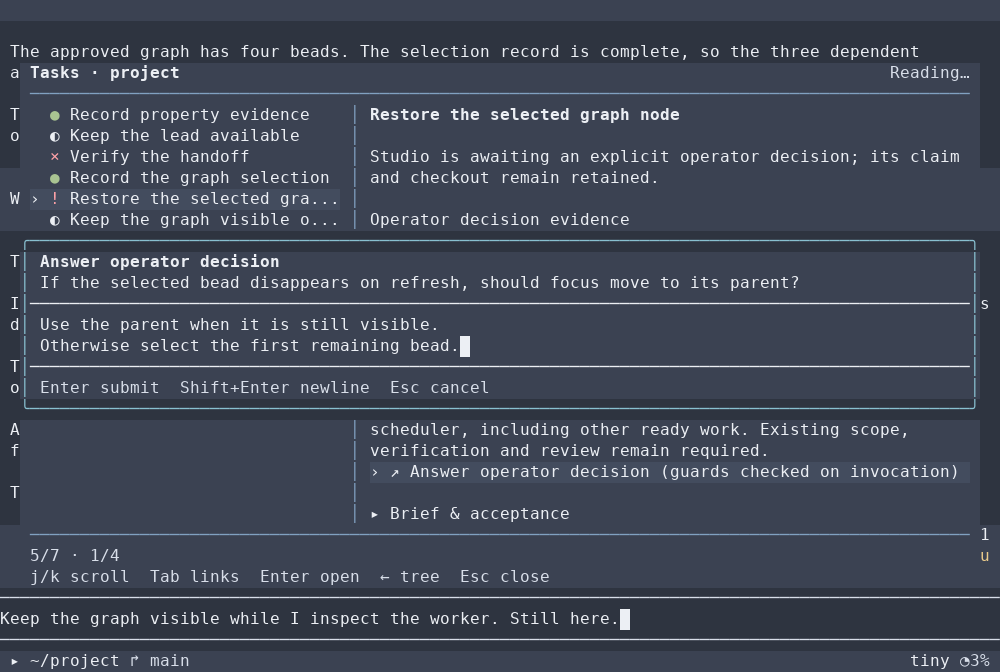 The approved graph has four beads. The selection record is complete, so the three dependent
a Tasks · project Reading…
T ● Record property evidence │ Restore the selected graph node
o ◐ Keep the lead available │
× Verify the handoff │ Studio is awaiting an explicit operator decision; its claim
● Record the graph selection │ and checkout remain retained.
W › ! Restore the selected gra... │
◐ Keep the graph visible o... │ Operator decision evidence
T Answer operator decision
If the selected bead disappears on refresh, should focus move to its parent?
I s
d Use the parent when it is still visible.
Otherwise select the first remaining bead.
T
o Enter submit Shift+Enter newline Esc cancel
A │ scheduler, including other ready work. Existing scope,
f │ verification and review remain required.
│ › ↗ Answer operator decision (guards checked on invocation)
T │
│ ▸ Brief & acceptance
1
5/7 · 1/4 u
j/k scroll Tab links Enter open ← tree Esc close
Keep the graph visible while I inspect the worker. Still here.
▸ ~/project ↱ main tiny ◔3%